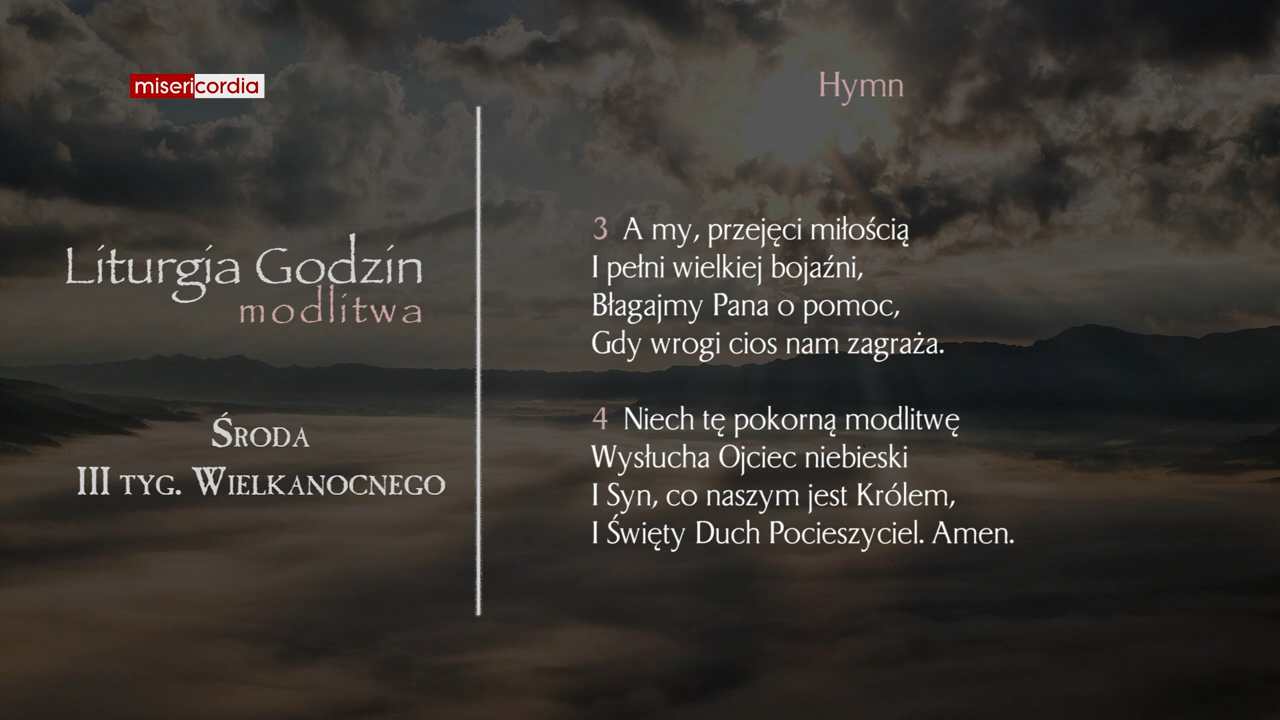 misericordia
Liturgia Godzin
modlitwa
Środa
III tyg. Wielkanocnego
Hymn
3 A my, przejęci miłością
I pełni wielkiej bojaźni,
Błagajmy Pana o pomoc,
Gdy wrogi cios nam zagraża.
4 Niech tę pokorną modlitwę
Wysłucha Ojciec niebieski
I Syn, co naszym jest Królem,
I Święty Duch Pocieszyciel. Amen.